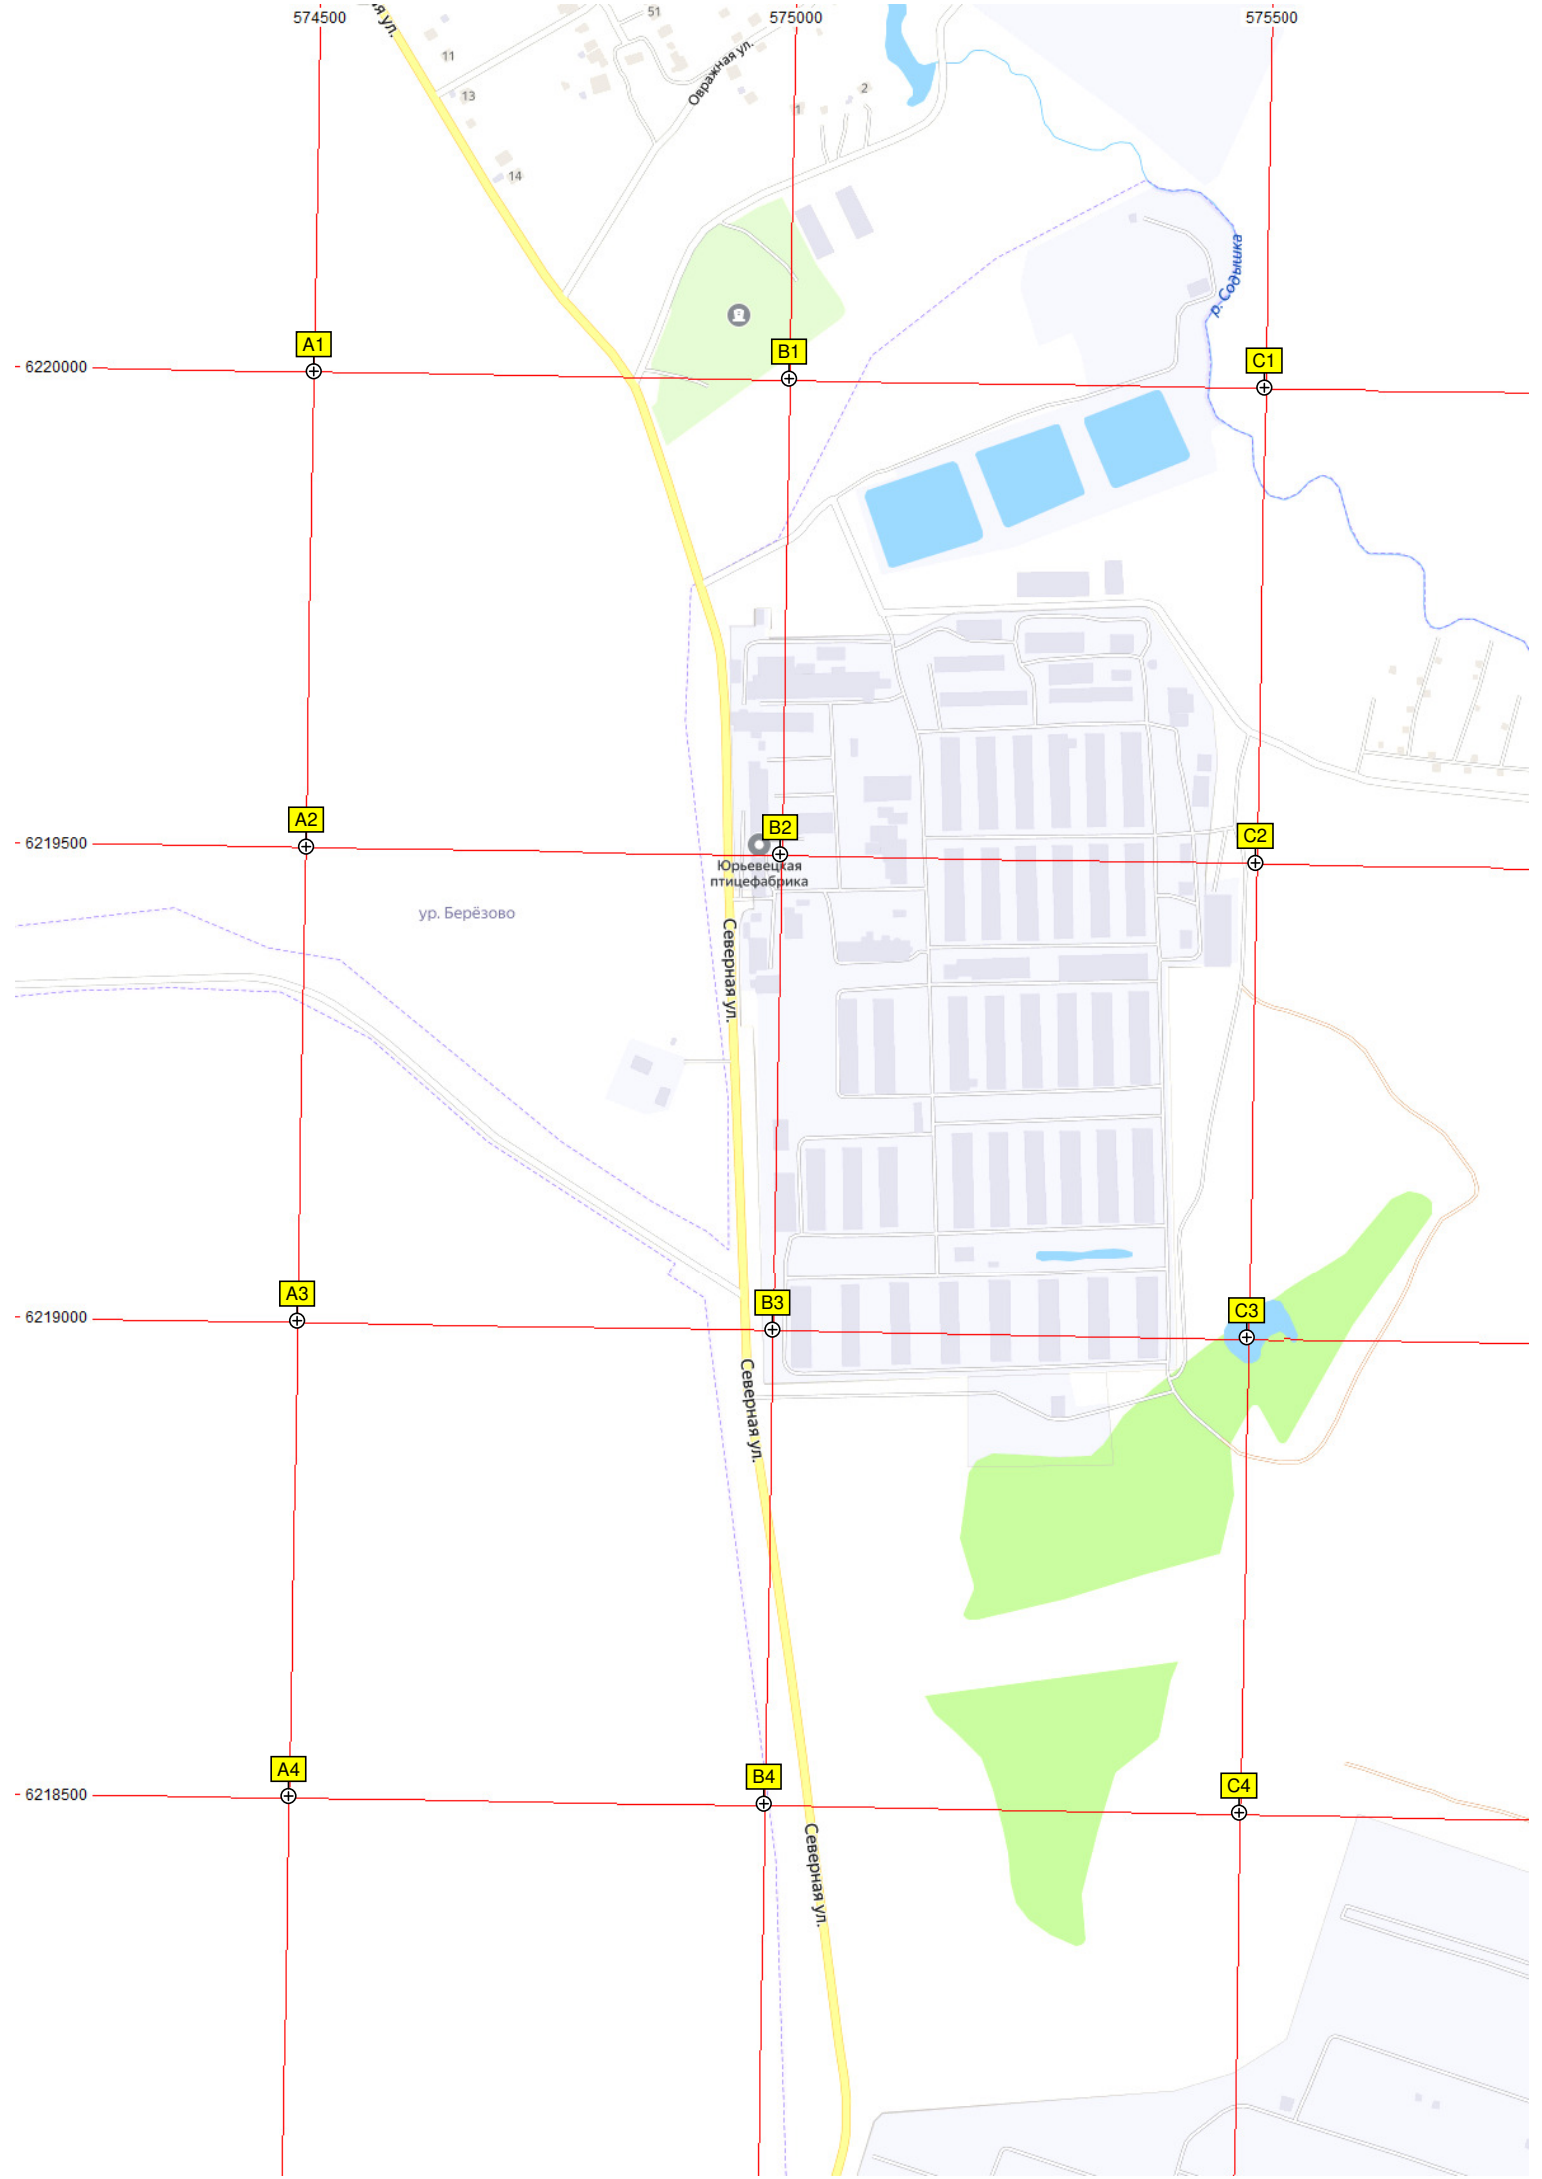 574500
575000
575500
я ул.
51
11
Овражная ул.
13
2
1
14
р. Содышка
A1
B1
C1
6220000
A2
B2
C2
6219500
Юрьевецкая
птицефабрика
ур. Берёзово
Северная ул.
A3
B3
C3
6219000
Северная ул.
A4
B4
C4
6218500
Северная ул.